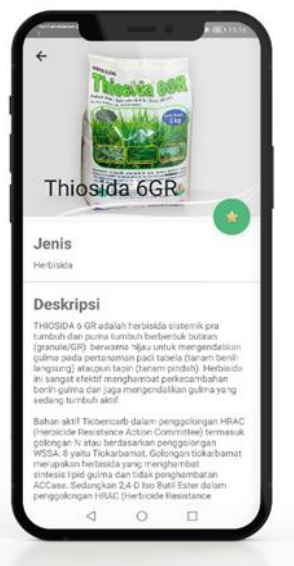 15:16
Thiosida 6GR
2 kg
Thiosida 6GR
Jenis
Herbisida
Deskripsi
THIOSIDA 6 GR adalah herbisida sistemik pra
tumbuh dan purna tumbuh berbentuk butiran
(granule/GR) berwarna hijau untuk mengendalikan
gulma pada pertanaman padi tabela (tanam benih
langsung) ataupun tapin (tanam pindah). Herbisida
ini sangat efektif menghambat perkecambahan
benih gulma dan juga mengendalikan gulma yang
sedang tumbuh aktif.
Bahan aktif Tiobencarb dalam penggolongan HRAC
(Herbicide Resistance Action Committee) termasuk
golongan N atau berdasarkan penggolongan
WSSA: 8 yaitu Tiokarbamat. Golongan tiokarbamat
merupakan herbisida yang menghambat
sintesis lipid gulma dan tidak penghambatan
ACCase. Sedangkan 2,4-D Iso Butil Ester dalam
penggolongan HRAC (Herbicide Resistance